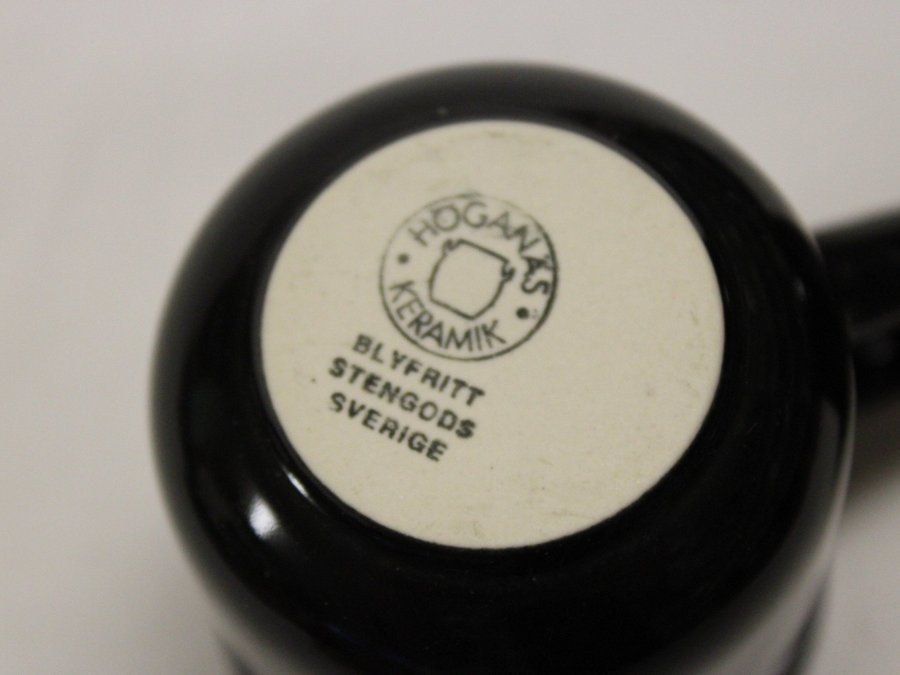 HÖGANÄS
KERAMIK
BLYFRITT
STENGODS
SVERIGE